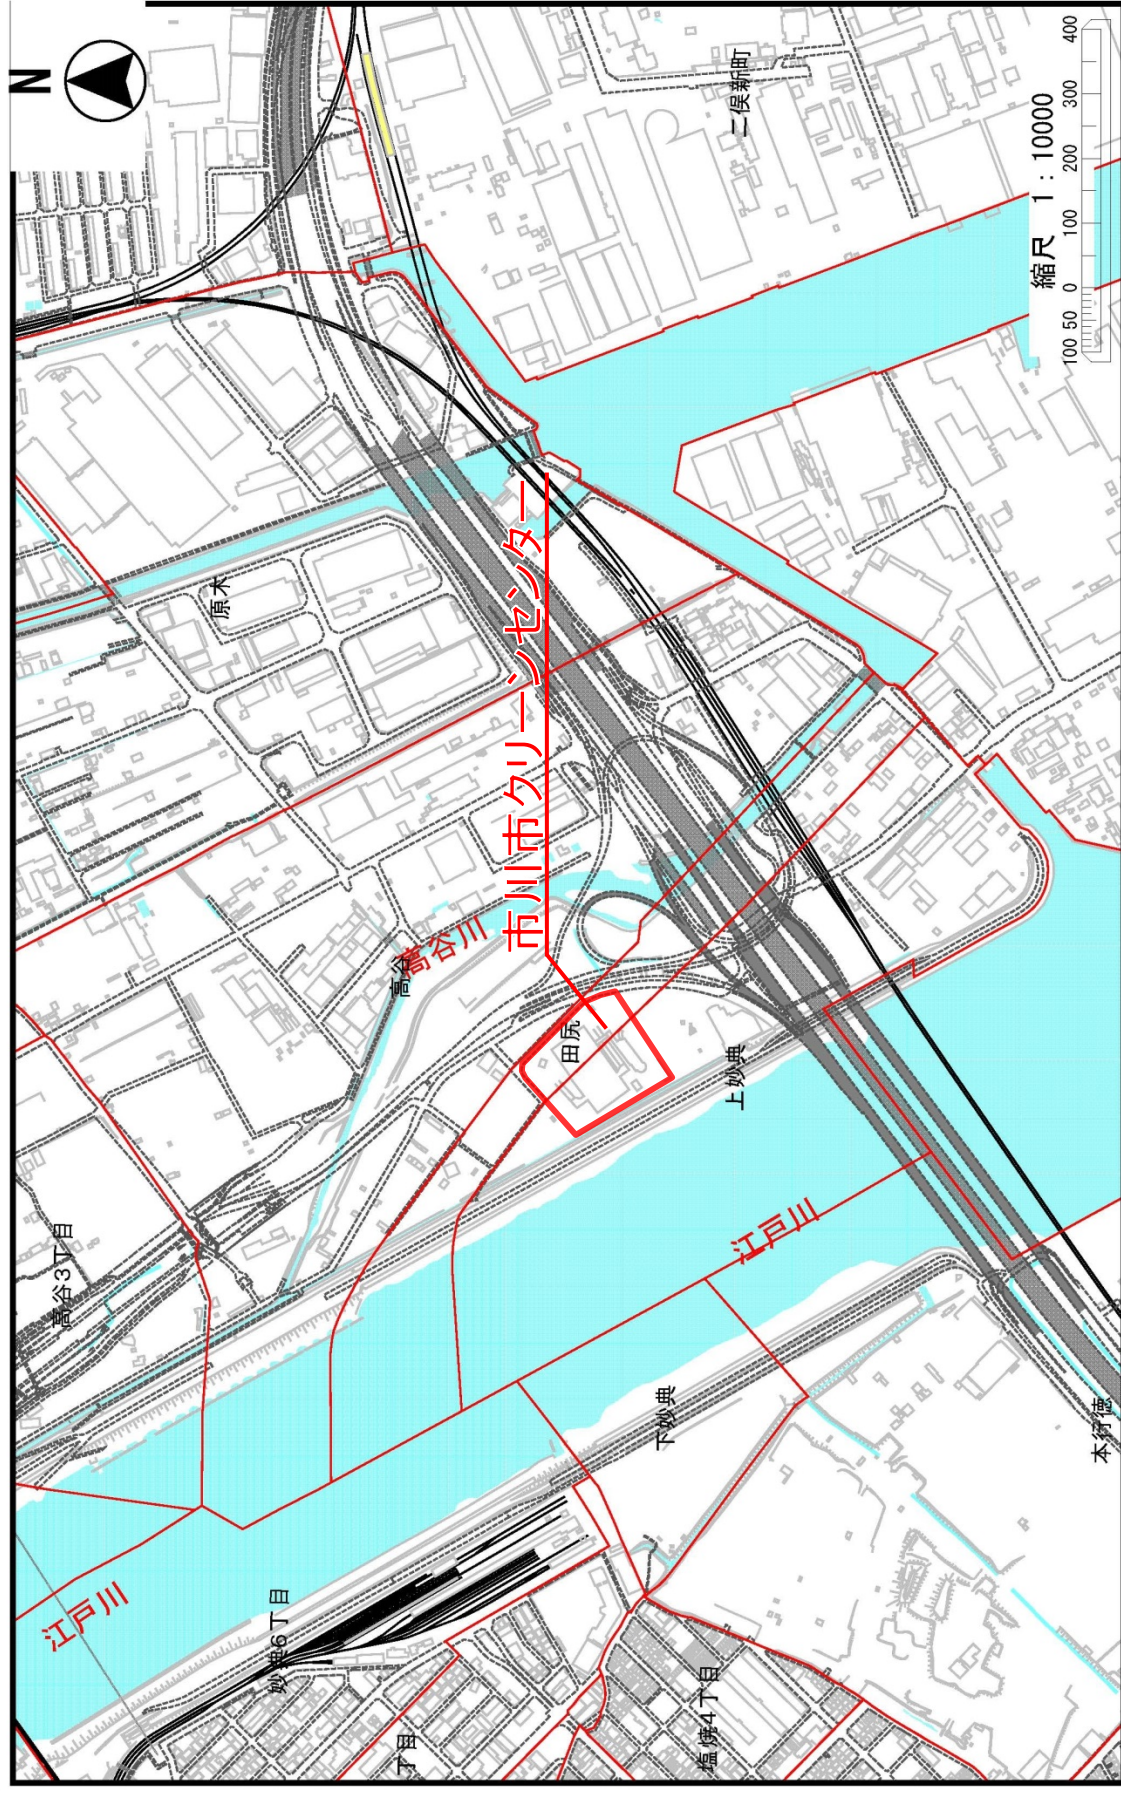 N
高谷3丁目
原木
二俣新町
高谷
高谷川
市川市クリーンセンター
田尻
上妙典
江戸川
江戸川
妙典6丁目
下妙典
丁目
塩焼4丁目
本行徳
縮尺 1：10000
100 50 0 100 200 300 400